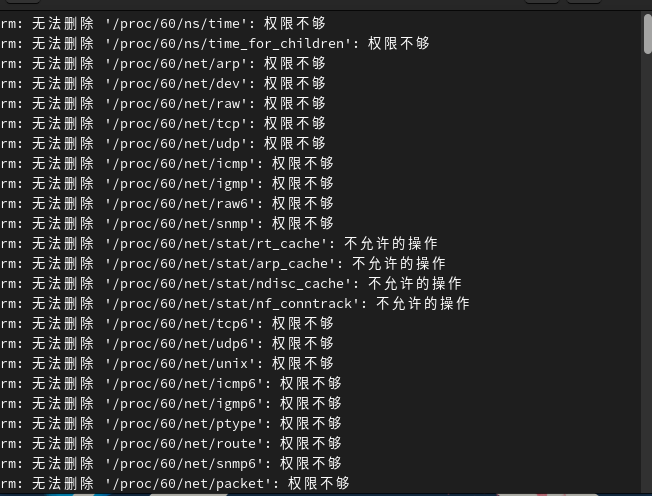 rm: 无法删除 '/proc/60/ns/time': 权限不够
rm: 无法删除 '/proc/60/ns/time_for_children': 权限不够
rm: 无法删除 '/proc/60/net/arp': 权限不够
rm: 无法删除 '/proc/60/net/dev': 权限不够
rm: 无法删除 '/proc/60/net/raw': 权限不够
rm: 无法删除 '/proc/60/net/tcp': 权限不够
rm: 无法删除 '/proc/60/net/udp': 权限不够
rm: 无法删除 '/proc/60/net/icmp': 权限不够
rm: 无法删除 '/proc/60/net/igmp': 权限不够
rm: 无法删除 '/proc/60/net/raw6': 权限不够
rm: 无法删除 '/proc/60/net/snmp': 权限不够
rm: 无法删除 '/proc/60/net/stat/rt_cache': 不允许的操作
rm: 无法删除 '/proc/60/net/stat/arp_cache': 不允许的操作
rm: 无法删除 '/proc/60/net/stat/ndisc_cache': 不允许的操作
rm: 无法删除 '/proc/60/net/stat/nf_conntrack': 不允许的操作
rm: 无法删除 '/proc/60/net/tcp6': 权限不够
rm: 无法删除 '/proc/60/net/udp6': 权限不够
rm: 无法删除 '/proc/60/net/unix': 权限不够
rm: 无法删除 '/proc/60/net/icmp6': 权限不够
rm: 无法删除 '/proc/60/net/igmp6': 权限不够
rm: 无法删除 '/proc/60/net/ptype': 权限不够
rm: 无法删除 '/proc/60/net/route': 权限不够
rm: 无法删除 '/proc/60/net/snmp6': 权限不够
rm: 无法删除 '/proc/60/net/packet': 权限不够